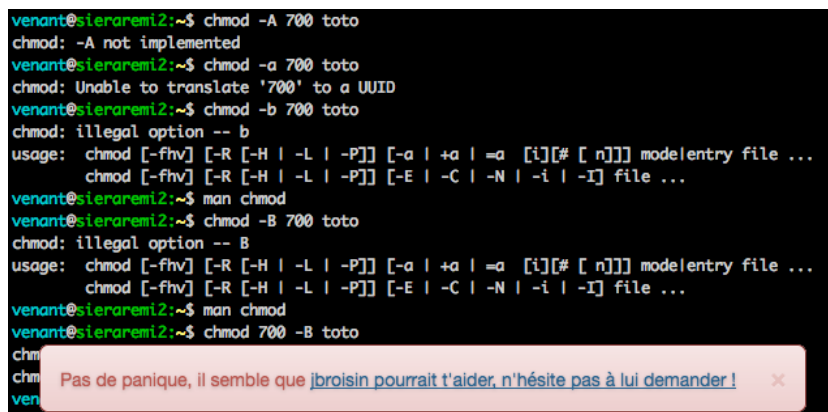 venant@sieraremi2:~$ chmod -A 700 toto
chmod: -A not implemented
venant@sieraremi2:~$ chmod -a 700 toto
chmod: Unable to translate '700' to a UUID
venant@sieraremi2:~$ chmod -b 700 toto
chmod: illegal option -- b
usage:  chmod [-fhv] [-R [-H | -L | -P]] [-a | +a | =a  [i][# [ n]]] mode|entry file ...
        chmod [-fhv] [-R [-H | -L | -P]] [-E | -C | -N | -i | -I] file ...
venant@sieraremi2:~$ man chmod
venant@sieraremi2:~$ chmod -B 700 toto
chmod: illegal option -- B
usage:  chmod [-fhv] [-R [-H | -L | -P]] [-a | +a | =a  [i][# [ n]]] mode|entry file ...
        chmod [-fhv] [-R [-H | -L | -P]] [-E | -C | -N | -i | -I] file ...
venant@sieraremi2:~$ man chmod
venant@sieraremi2:~$ chmod 700 -B toto
chm
chm
ven
Pas de panique, il semble que jbroisin pourrait t'aider, n'hésite pas à lui demander !
×